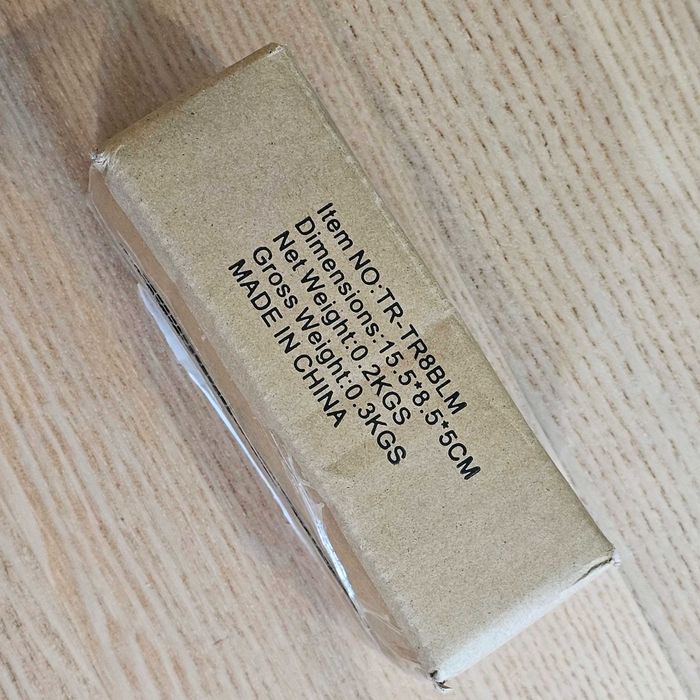 Item NO:TR-TR8BLM
Dimensions:15.5*8.5*5CM
Net Weight:0.2KGS
Gross Weight:0.3KGS
MADE IN CHINA